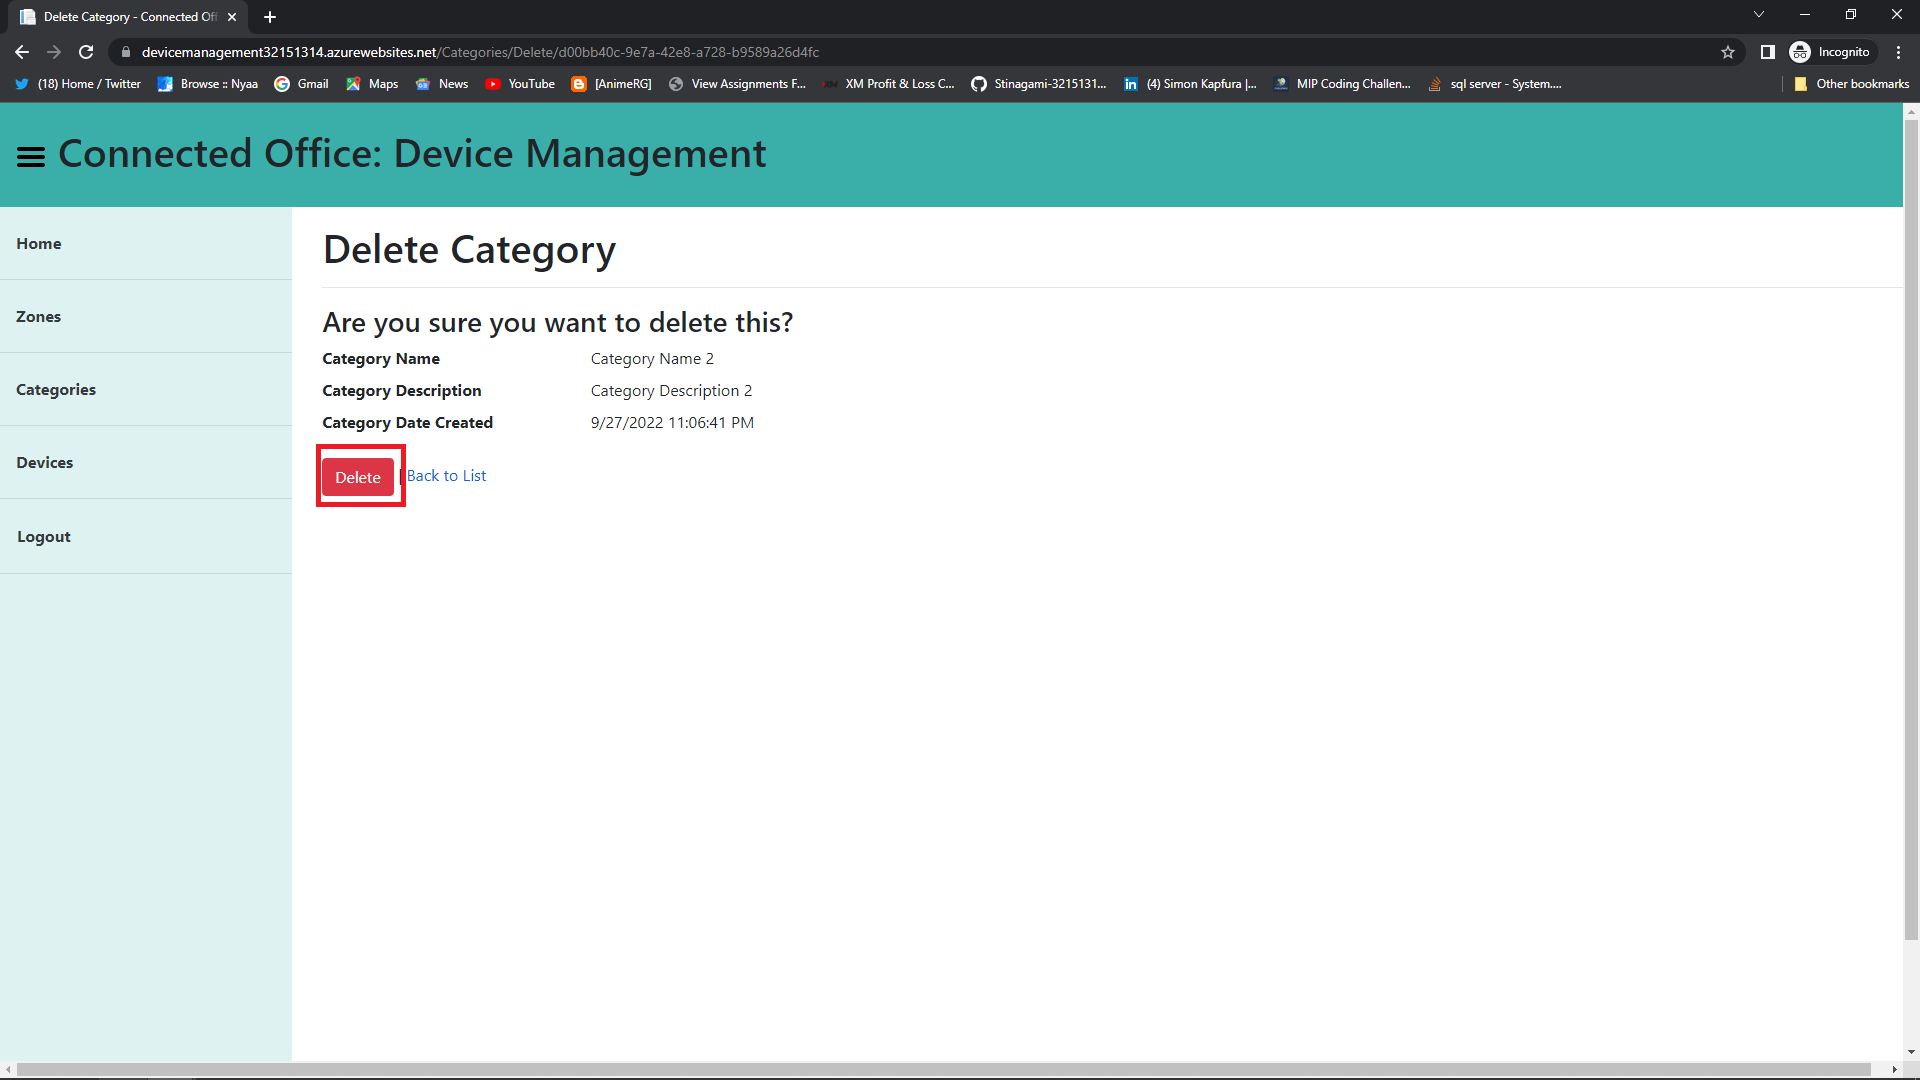 Delete Category - Connected Off
devicemanagement32151314.azurewebsites.net/Categories/Delete/d00bb40c-9e7a-42e8-a728-b9589a26d4fc
Incognito
(18) Home / Twitter Browse :: Nyaa Gmail Maps News YouTube [AnimeRG] View Assignments F... XM Profit & Loss C... Stinagami-3215131... (4) Simon Kapfura |... MIP Coding Challen... sql server - System.... Other bookmarks
Connected Office: Device Management
Home
Zones
Categories
Devices
Logout
Delete Category
Are you sure you want to delete this?
Category Name Category Name 2
Category Description Category Description 2
Category Date Created 9/27/2022 11:06:41 PM
Delete | Back to List